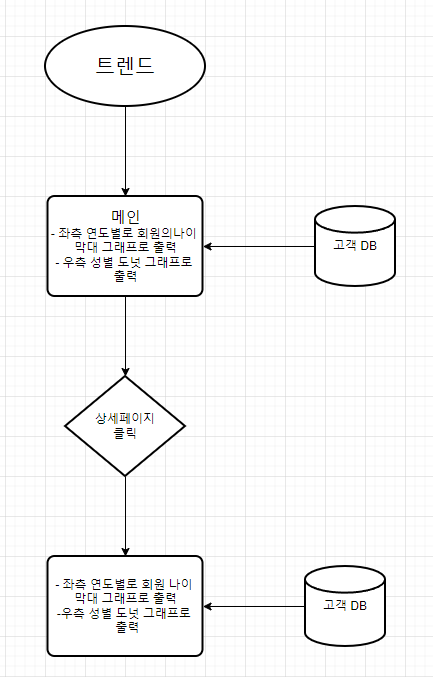 트렌드
메인
- 좌측 연도별로 회원의나이
막대 그래프로 출력
- 우측 성별 도넛 그래프로
출력
고객 DB
상세페이지
클릭
- 좌측 연도별로 회원 나이
막대 그래프로 출력
-우측 성별 도넛 그래프로
출력
고객 DB